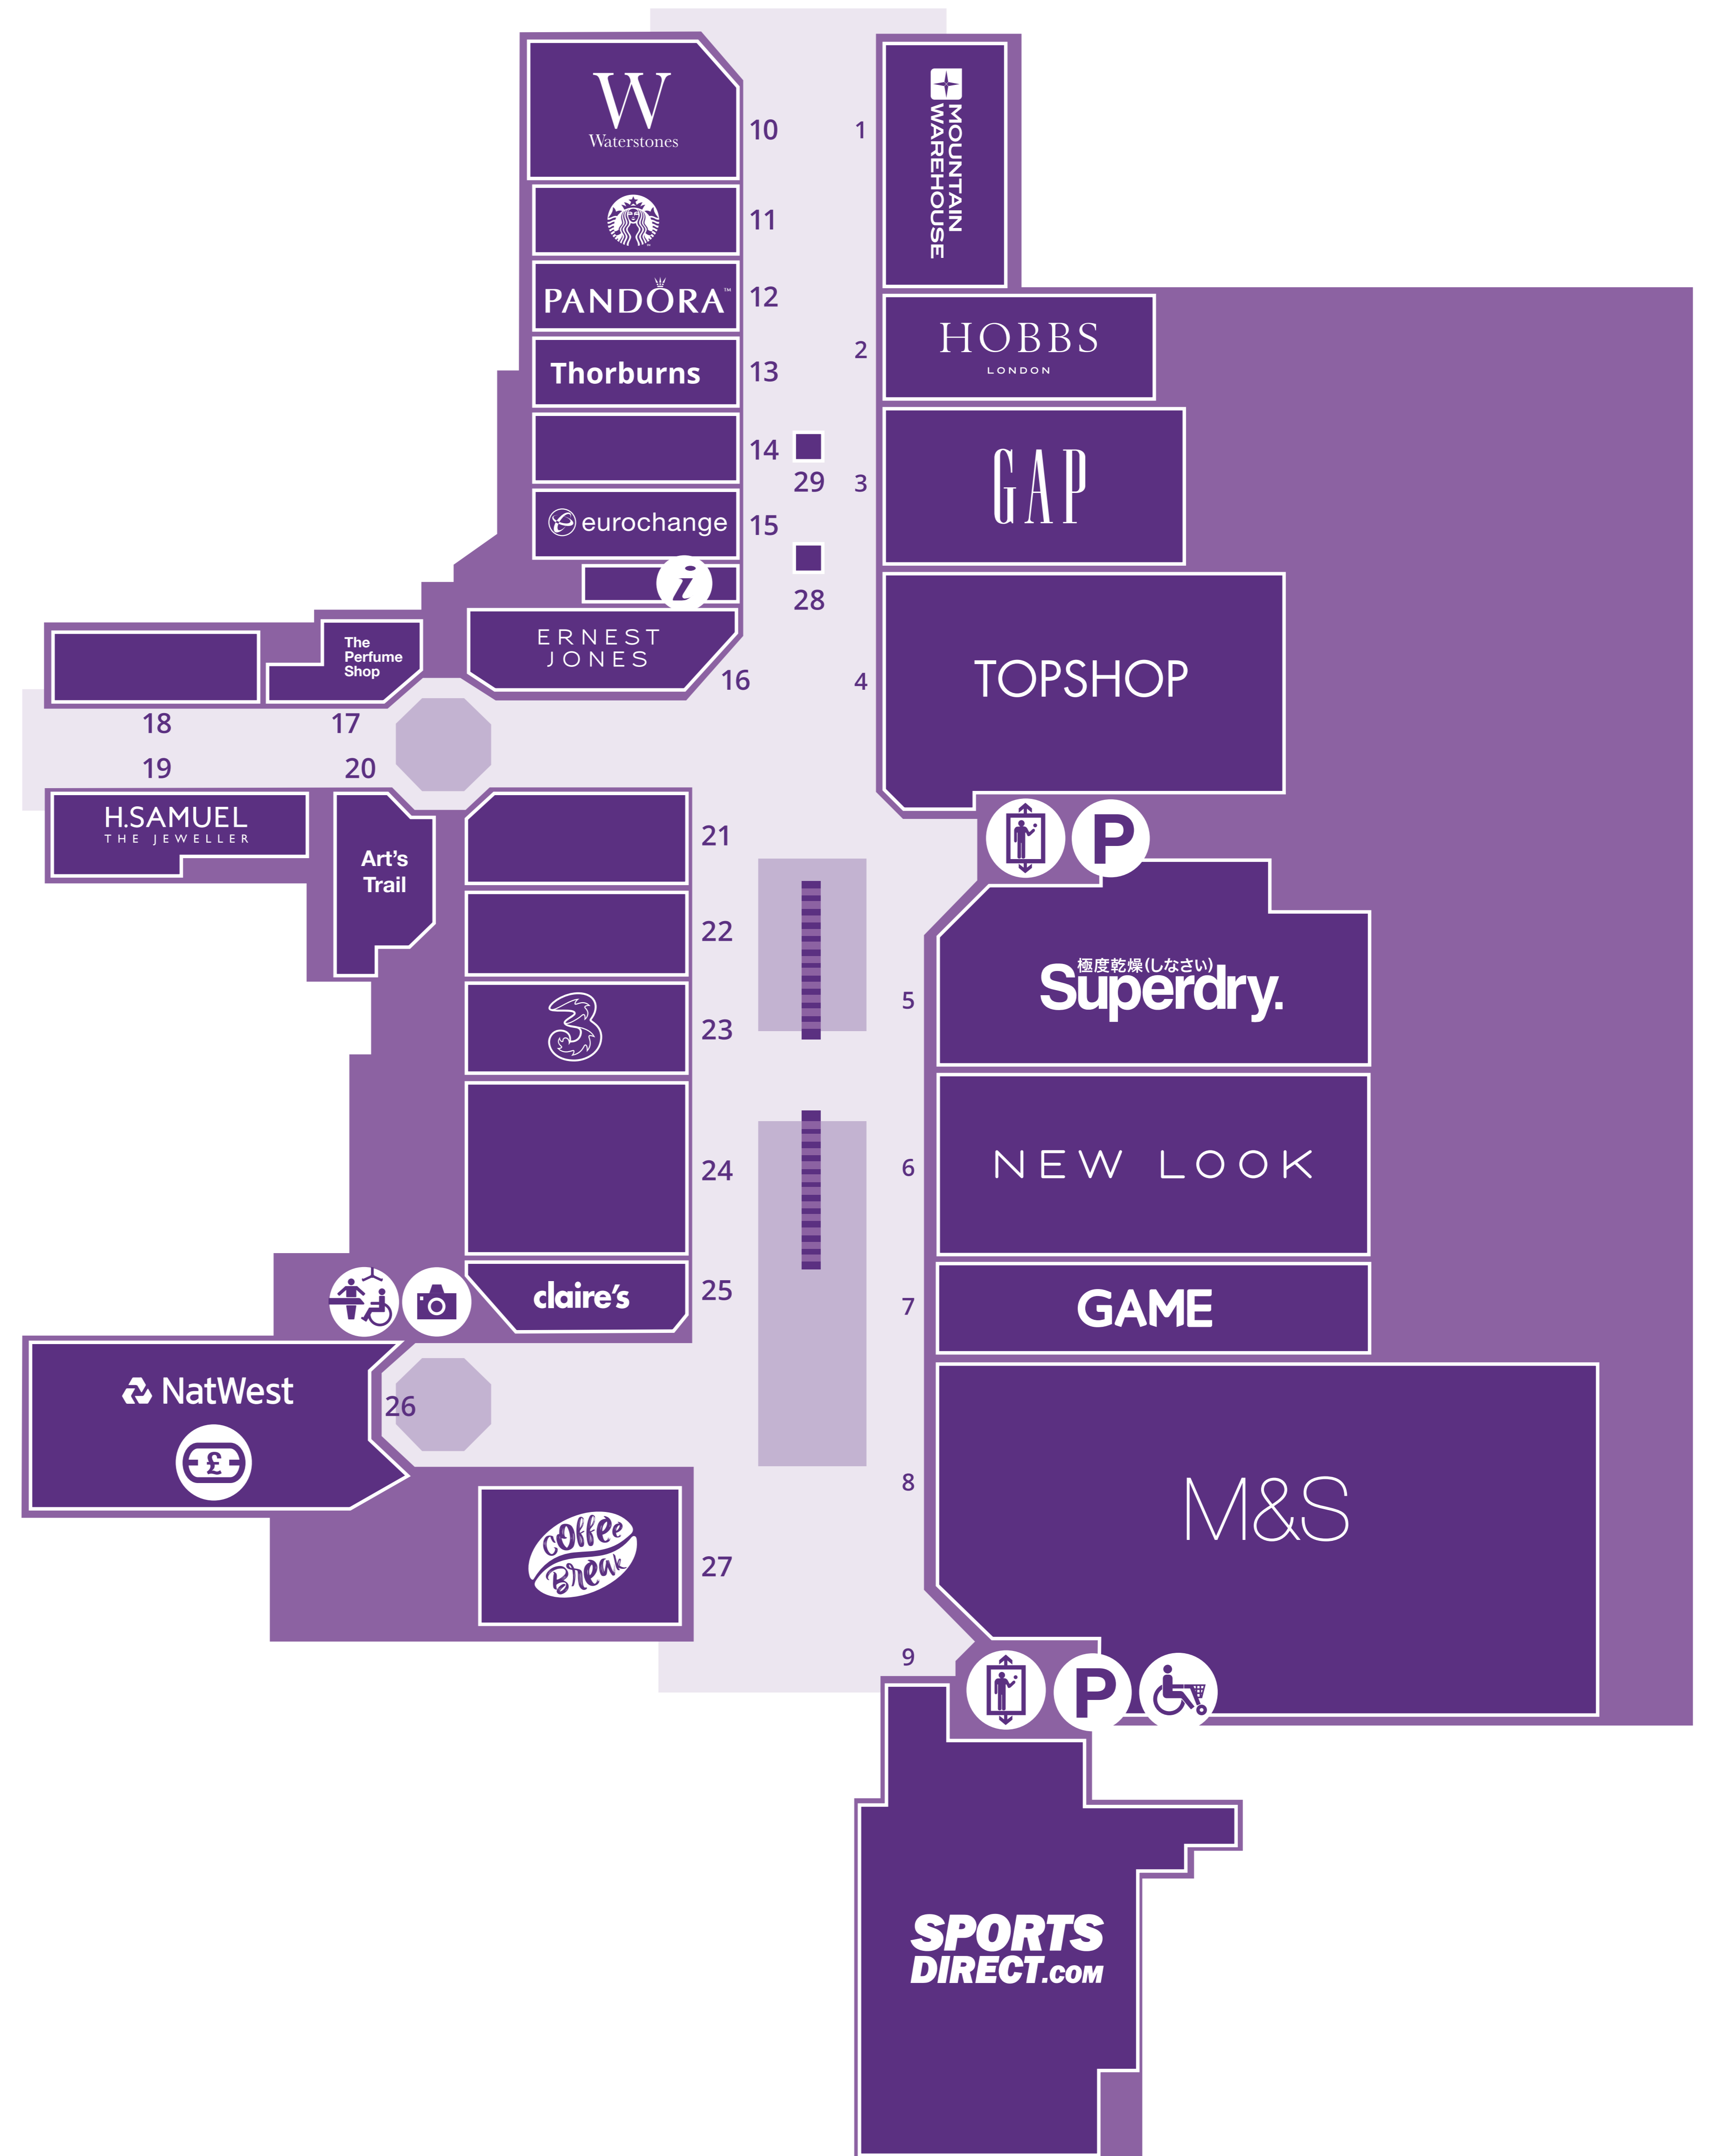 W
Waterstones
10
1
MOUNTAIN
WAREHOUSE
11
PANDORA™
12
HOBBS
LONDON
2
Thorburns
13
14
29
GAP
3
eurochange
15
28
i
ERNEST
JONES
16
TOPSHOP
4
The
Perfume
Shop
18
17
19
20
H.SAMUEL
THE JEWELLER
Art's
Trail
21
P
22
極度乾燥(しなさい)
Superdry.
5
3
23
24
NEW LOOK
6
claire's
25
GAME
7
NatWest
£
26
M&S
8
Coffee
Break
27
9
P
SPORTS
DIRECT.COM